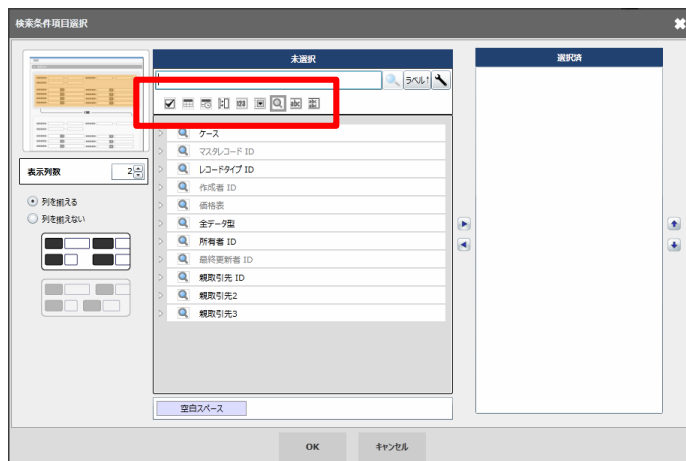 検索条件項目選択
未選択
選択済
ラベル↑
123
abc
表示列数 2
列を揃える
列を揃えない
ケース
マスタレコード ID
レコードタイプ ID
作成者 ID
価格表
全データ型
所有者 ID
最終更新者 ID
親取引先 ID
親取引先2
親取引先3
空白スペース
OK キャンセル